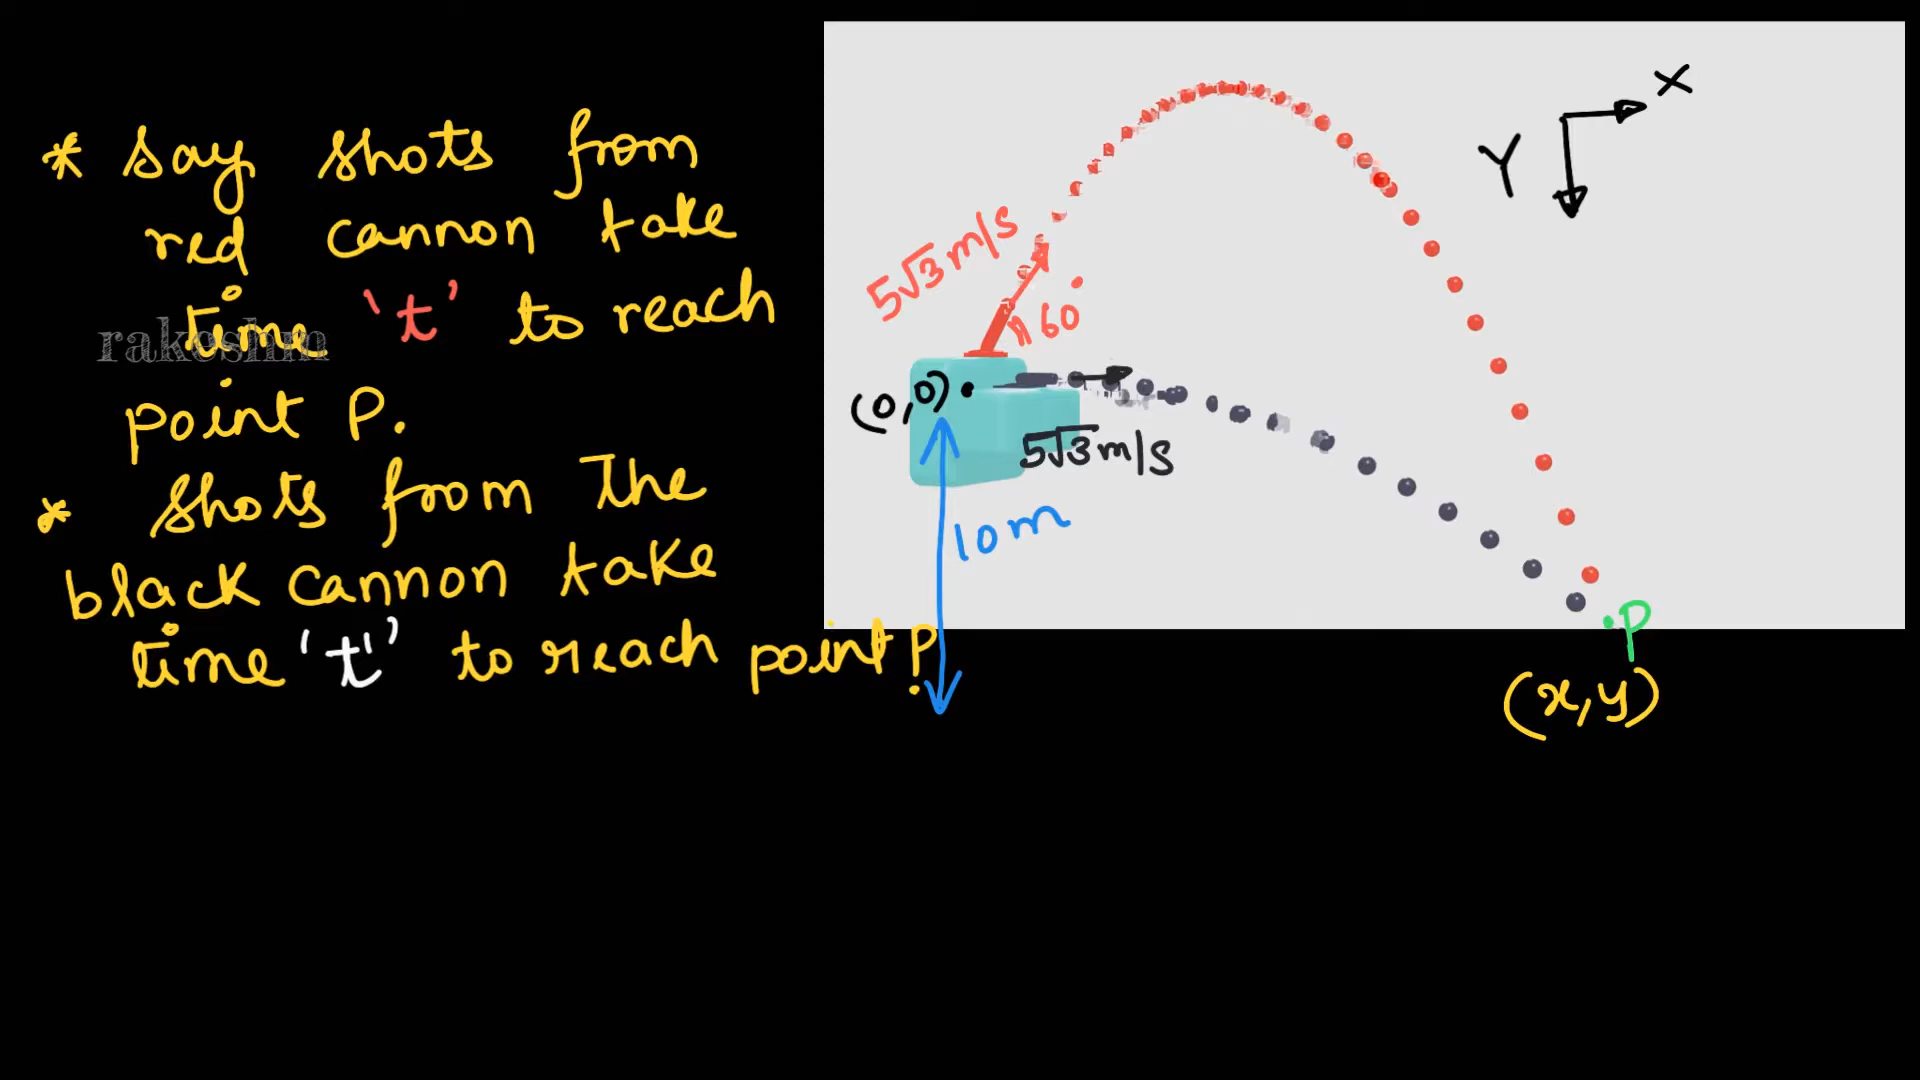 * Say shots from
red cannon take
time 't' to reach
rakeshm
point P.
* Shots from the
black cannon take
time 't'' to reach point P.
X
Y
5√3 m/s
60°
(0,0)
5√3 m/s
10m
P
(x,y)